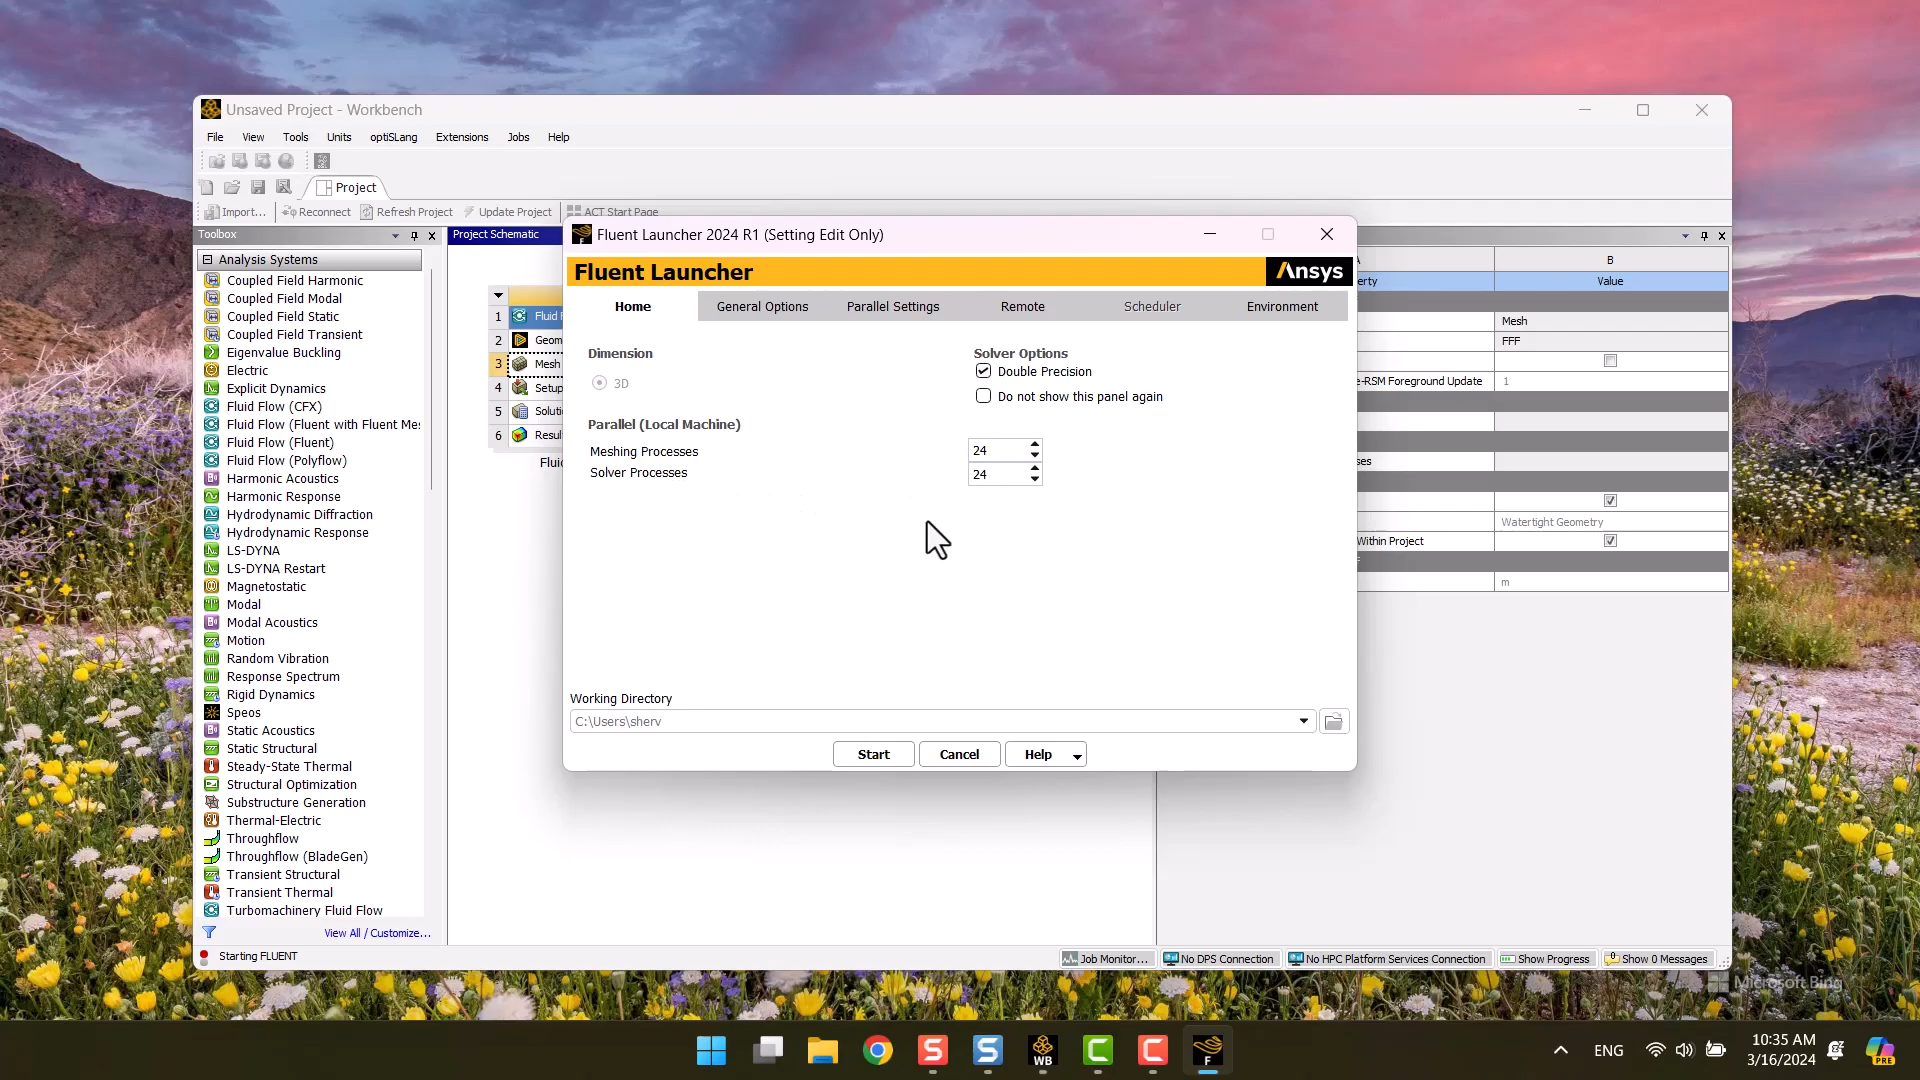 Unsaved Project - Workbench
File View Tools Units optiSLang Extensions Jobs Help
Project
Import... Reconnect Refresh Project Update Project ACT Start Page
Toolbox
Analysis Systems
Coupled Field Harmonic
Coupled Field Modal
Coupled Field Static
Coupled Field Transient
Eigenvalue Buckling
Electric
Explicit Dynamics
Fluid Flow (CFX)
Fluid Flow (Fluent with Fluent Mes
Fluid Flow (Fluent)
Fluid Flow (Polyflow)
Harmonic Acoustics
Harmonic Response
Hydrodynamic Diffraction
Hydrodynamic Response
LS-DYNA
LS-DYNA Restart
Magnetostatic
Modal
Modal Acoustics
Motion
Random Vibration
Response Spectrum
Rigid Dynamics
Speos
Static Acoustics
Static Structural
Steady-State Thermal
Structural Optimization
Substructure Generation
Thermal-Electric
Throughflow
Throughflow (BladeGen)
Transient Structural
Transient Thermal
Turbomachinery Fluid Flow
View All / Customize...
Project Schematic
1 Fluid F
2 Geom
3 Mesh
4 Setup
5 Soluti
6 Resul
Fluid
Fluent Launcher 2024 R1 (Setting Edit Only)
Fluent Launcher
Ansys
Home General Options Parallel Settings Remote Scheduler Environment
Dimension
3D
Solver Options
Double Precision
Do not show this panel again
Parallel (Local Machine)
Meshing Processes 24
Solver Processes 24
Working Directory
C:\Users\sherv
Start Cancel Help
B
erty Value
Mesh
FFF
e-RSM Foreground Update 1
ses
Watertight Geometry
Within Project
m
Starting FLUENT
Job Monitor... No DPS Connection No HPC Platform Services Connection Show Progress Show 0 Messages
Microsoft Bing
WB
F
ENG
10:35 AM
3/16/2024
PRE